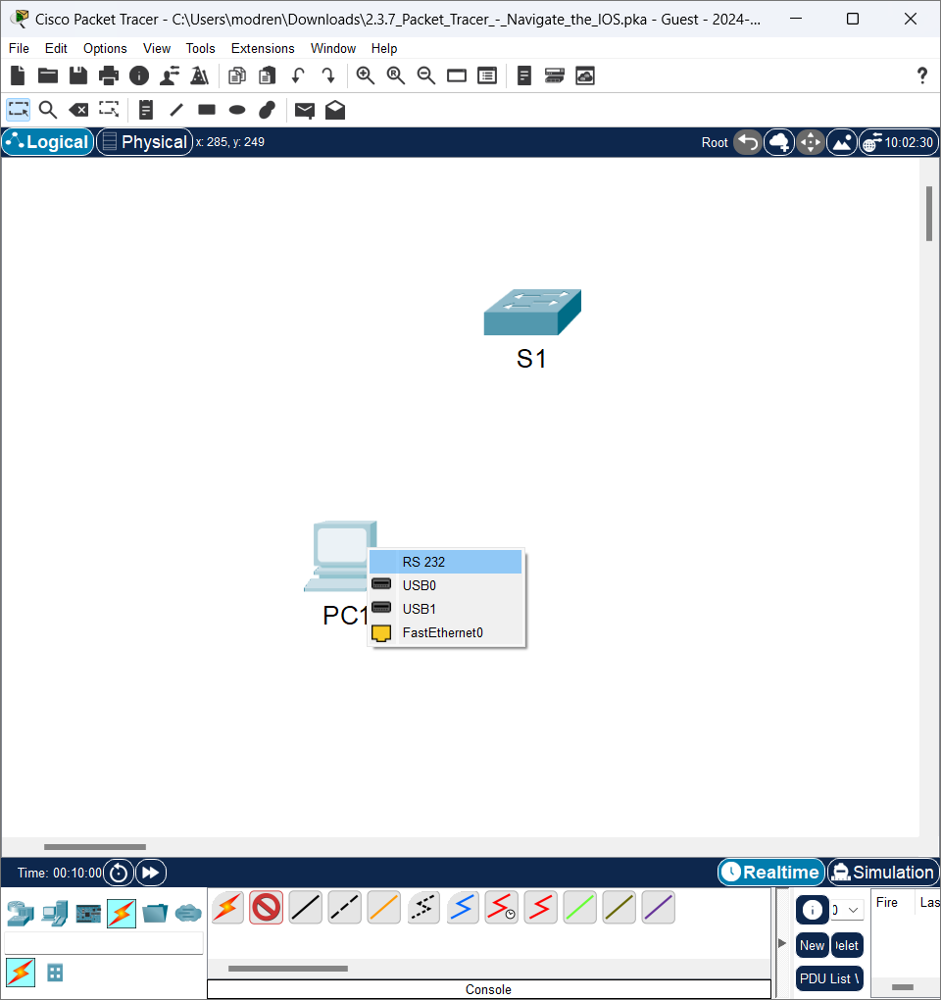 Cisco Packet Tracer - C:\Users\modren\Downloads\2.3.7_Packet_Tracer_-_Navigate_the_IOS.pka - Guest - 2024-...
File Edit Options View Tools Extensions Window Help
?
Logical Physical x: 285, y: 249 Root 10:02:30
S1
RS 232
USB0
PC1 USB1
FastEthernet0
Time: 00:10:00 Realtime Simulation
0 Fire Las
New Delet
PDU List
Console